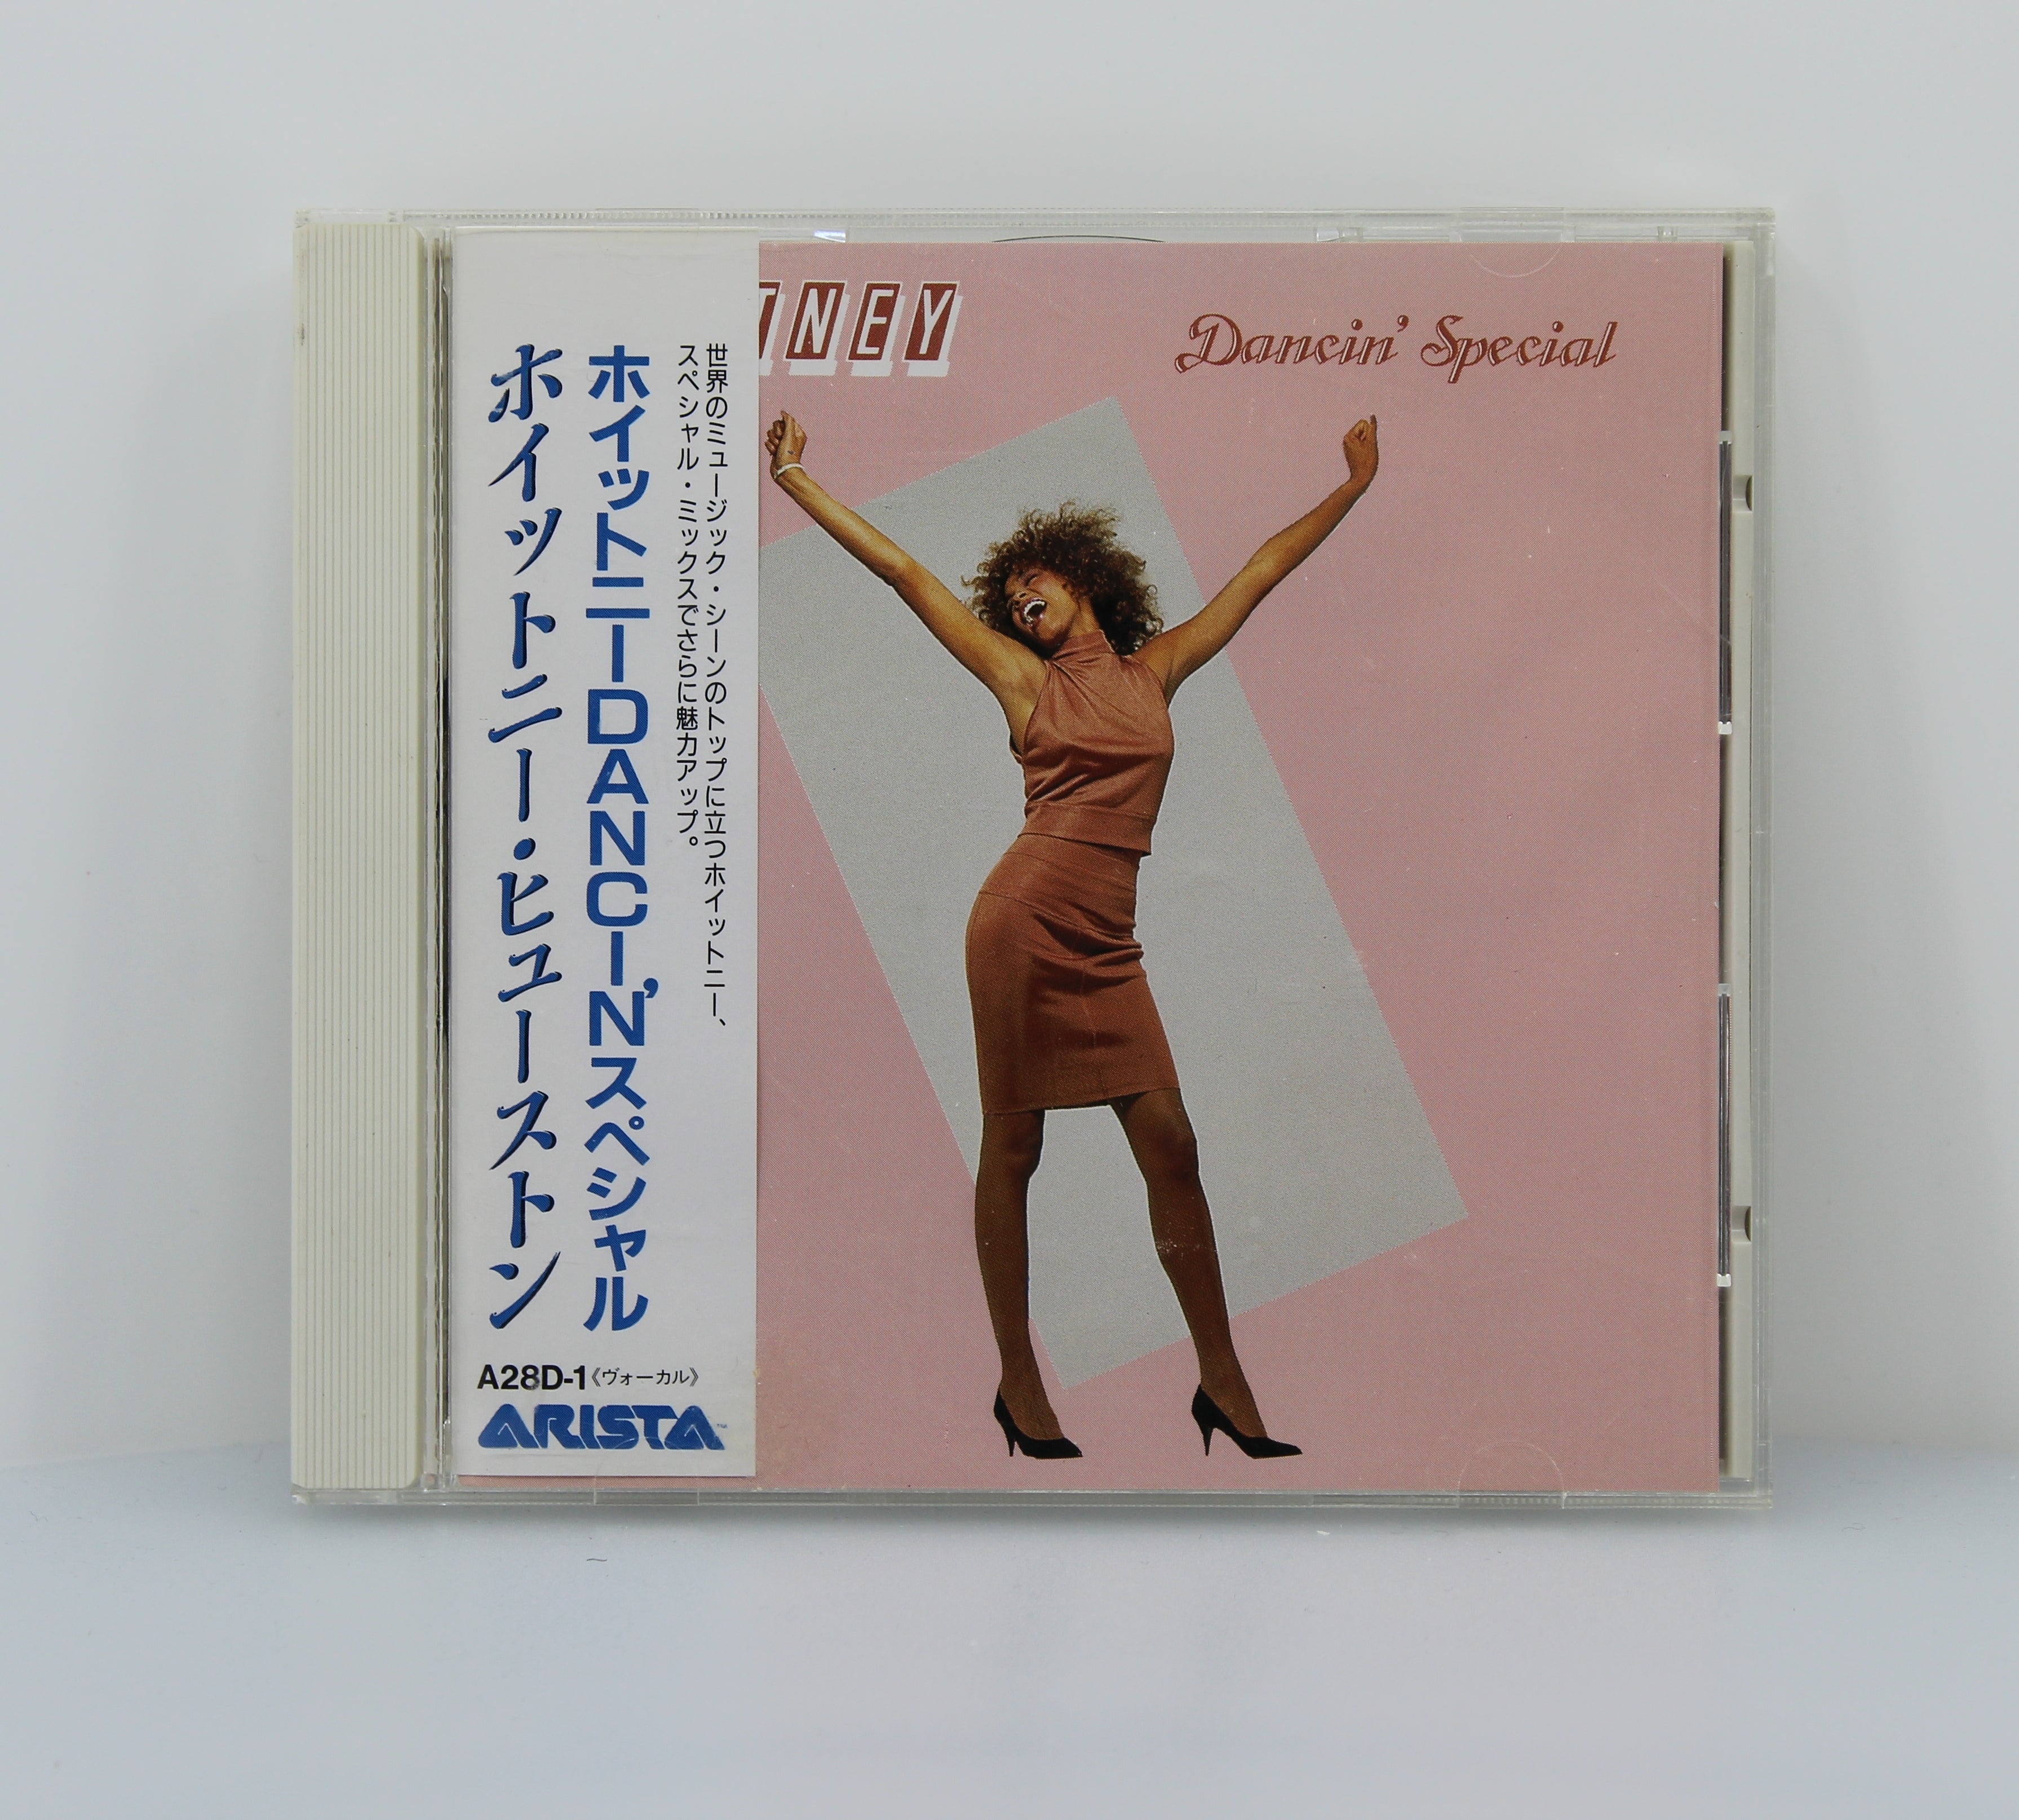 世界のミュージック・シーンのトップに立つホイットニー、
スペシャル・ミックスでさらに魅力アップ。
ホイットニーDANCIN'スペシャル
ホイットニー・ヒューストン
A28D-1《ヴォーカル》
ARISTA
TNEY
Dancin' Special